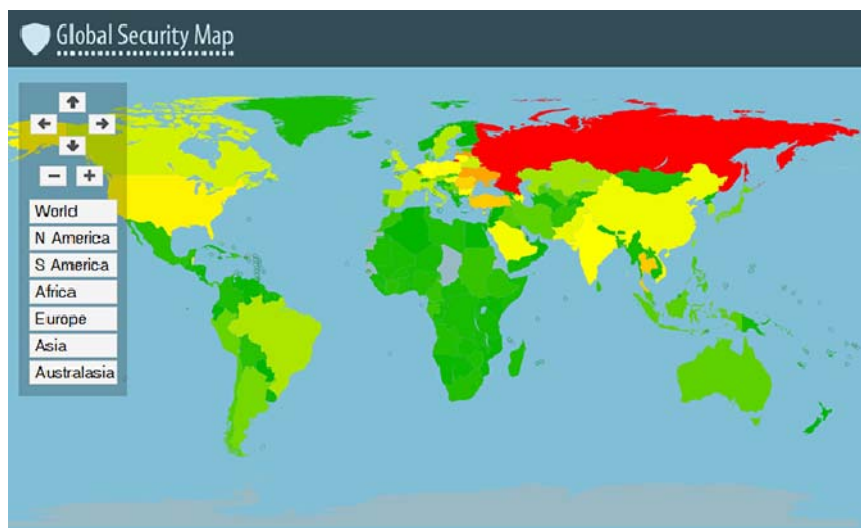 Global Security Map
World
N America
S America
Africa
Europe
Asia
Australasia